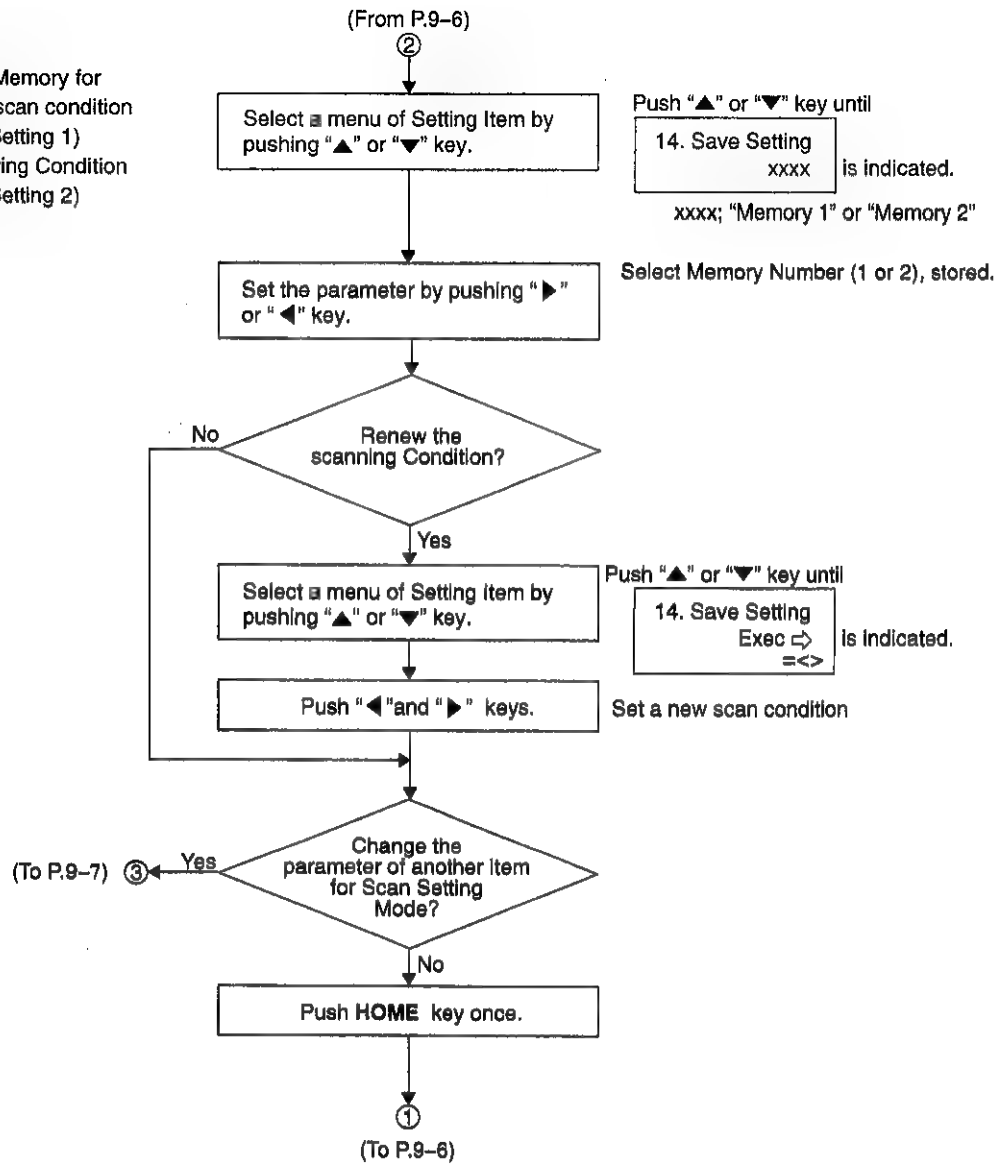 (From P.9–6)
②
Memory for
scan condition
Setting 1)
ring Condition
Setting 2)
Select a menu of Setting Item by
pushing “▲” or “▼” key.
Push “▲” or “▼” key until
14. Save Setting
xxxx
is indicated.
xxxx; “Memory 1” or “Memory 2”
Set the parameter by pushing “ ▶”
or “ ◀” key.
Select Memory Number (1 or 2), stored.
No
Renew the
scanning Condition?
Yes
Select a menu of Setting Item by
pushing “▲” or “▼” key.
Push “▲” or “▼” key until
14. Save Setting
Exec ⇨
=<>
is indicated.
Push “ ◀ ”and “ ▶ ” keys.
Set a new scan condition
Change the
parameter of another item
for Scan Setting
Mode?
(To P.9–7) ③ Yes
No
Push HOME key once.
①
(To P.9–6)